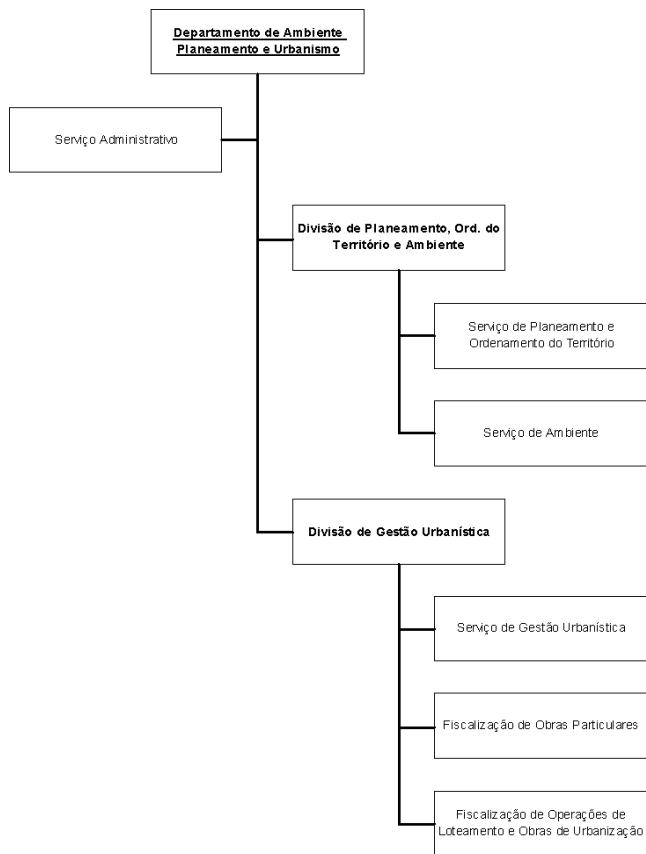 Departamento de Ambiente
Planeamento e Urbanismo
Serviço Administrativo
Divisão de Planeamento, Ord. do
Território e Ambiente
Serviço de Planeamento e
Ordenamento do Território
Serviço de Ambiente
Divisão de Gestão Urbanística
Serviço de Gestão Urbanística
Fiscalização de Obras Particulares
Fiscalização de Operações de
Loteamento e Obras de Urbanização